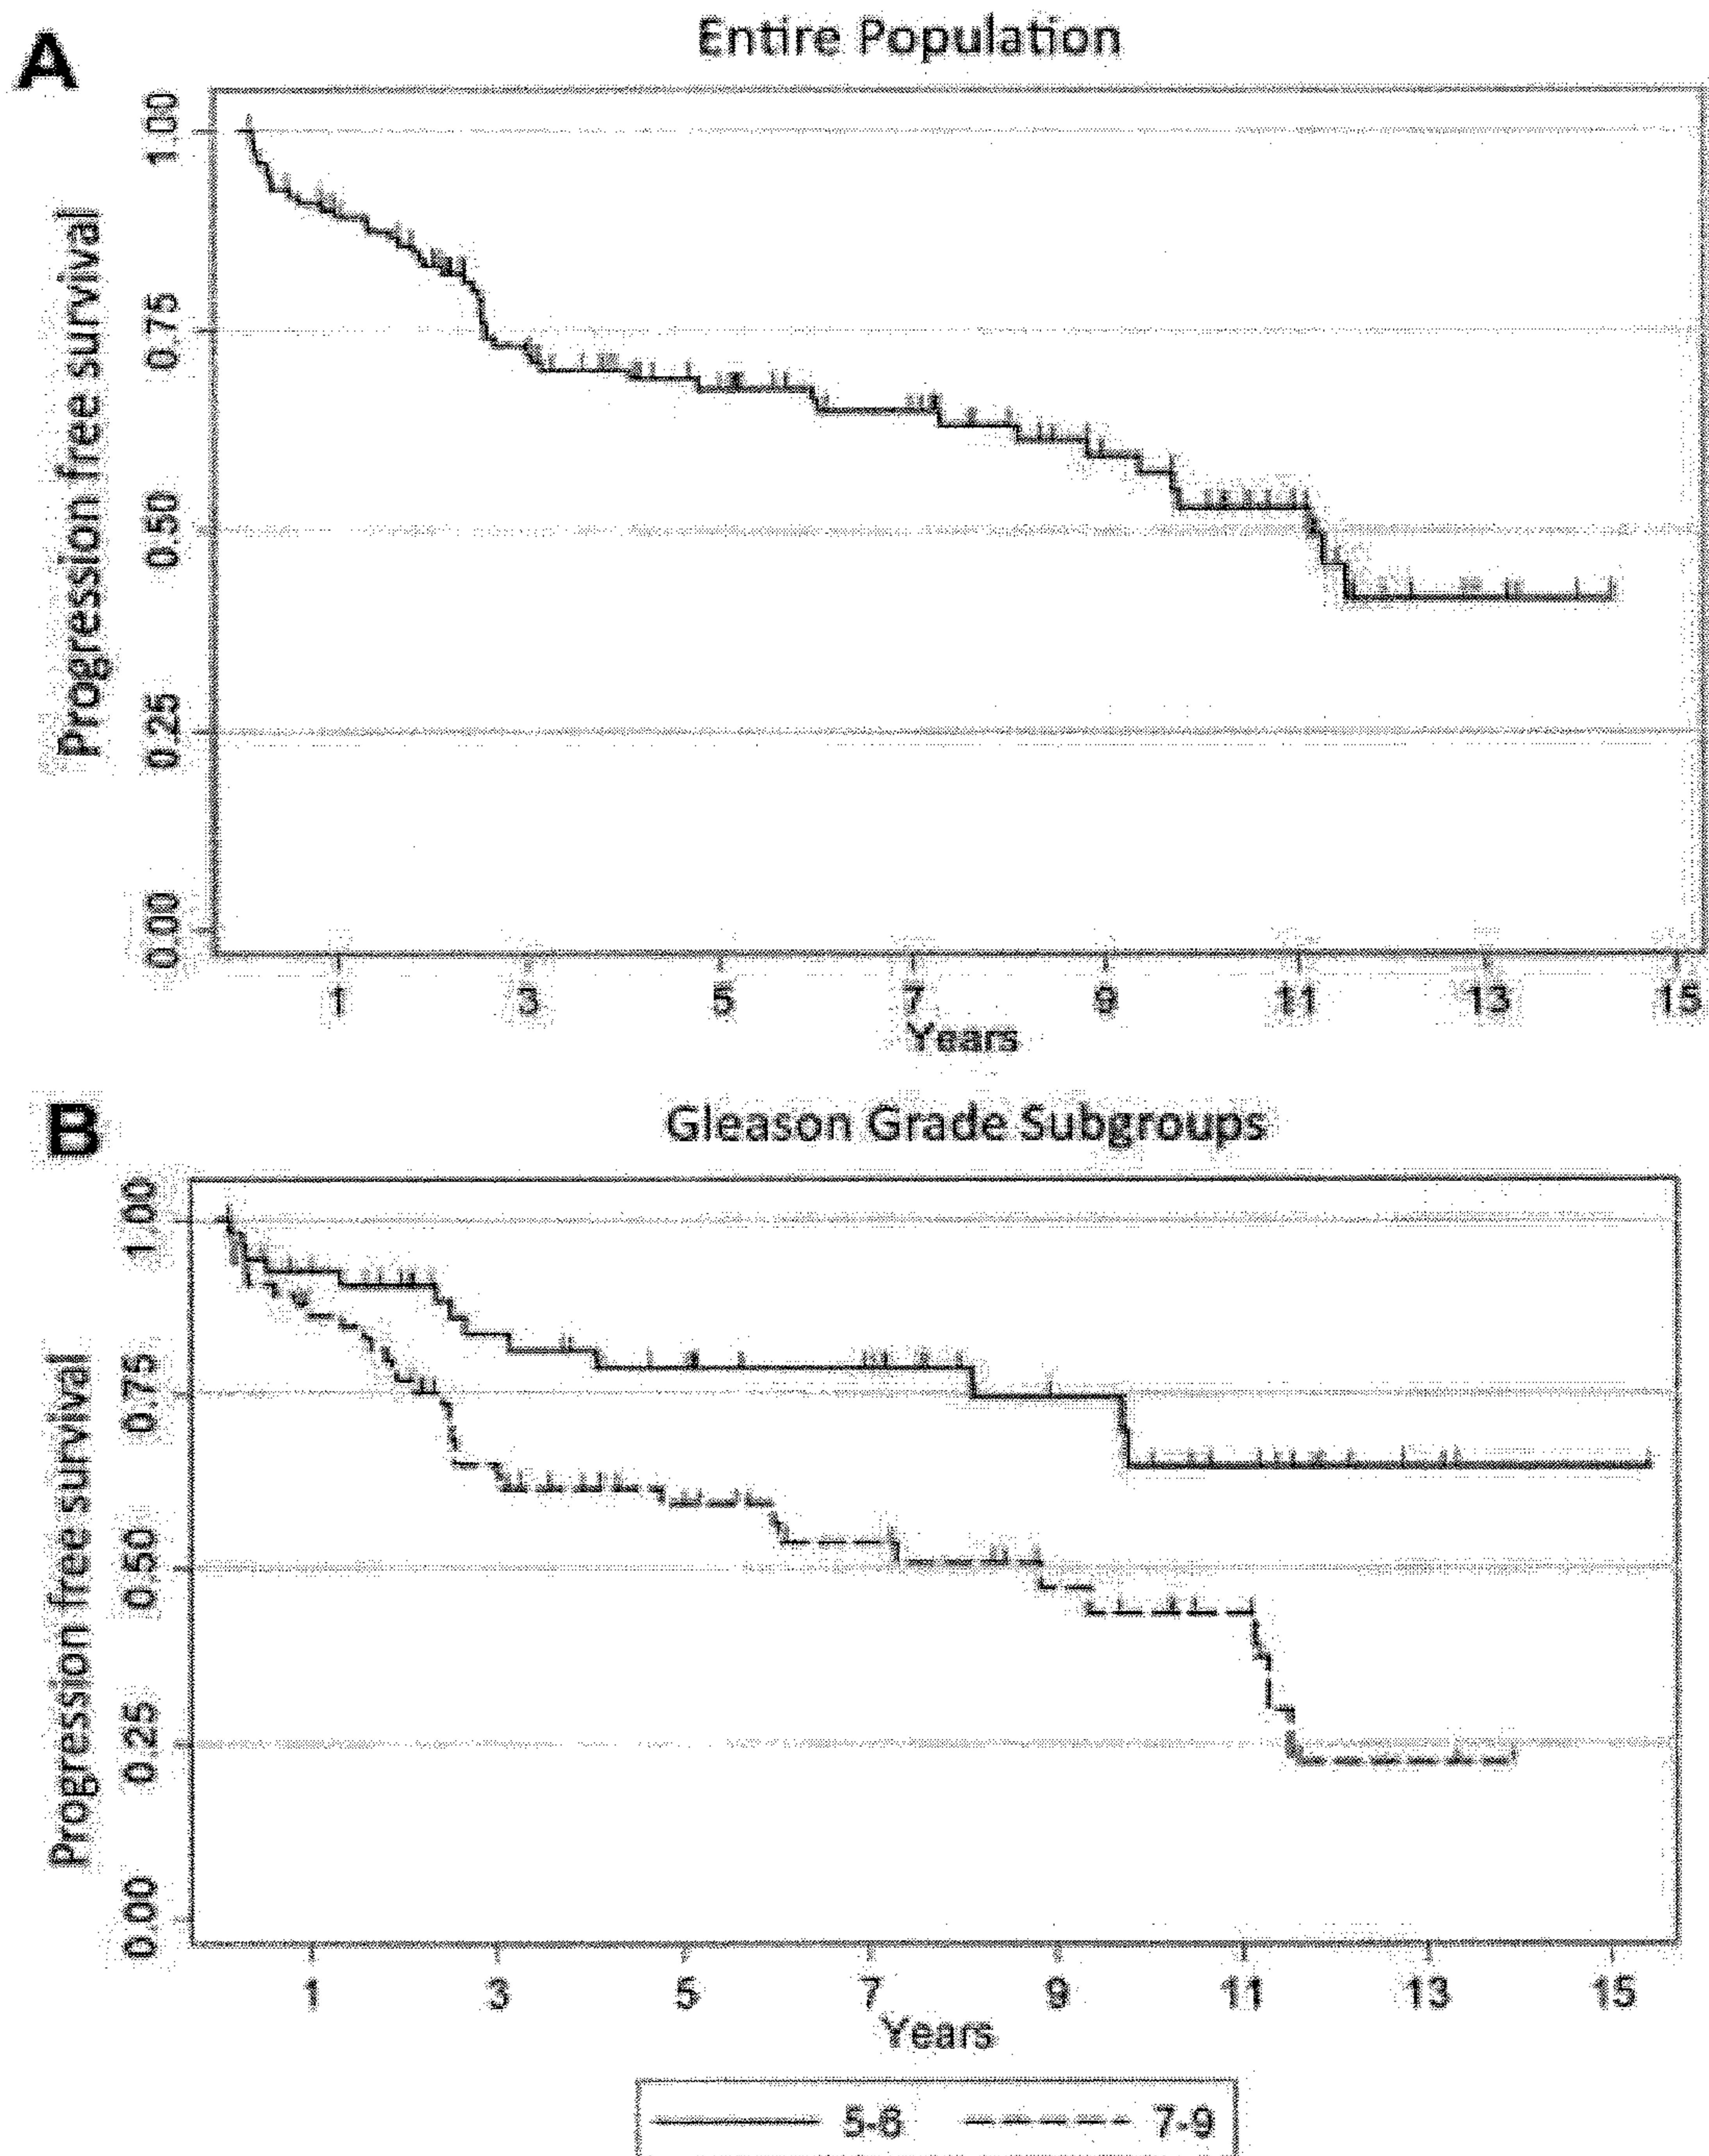 A
Entire Population
Progression free survival
1.00
0.75
0.50
0.25
0.00
1 3 5 7 9 11 13 15
Years
B
Gleason Grade Subgroups
Progression free survival
1.00
0.75
0.50
0.25
0.00
1 3 5 7 9 11 13 15
Years
5-6 7-9